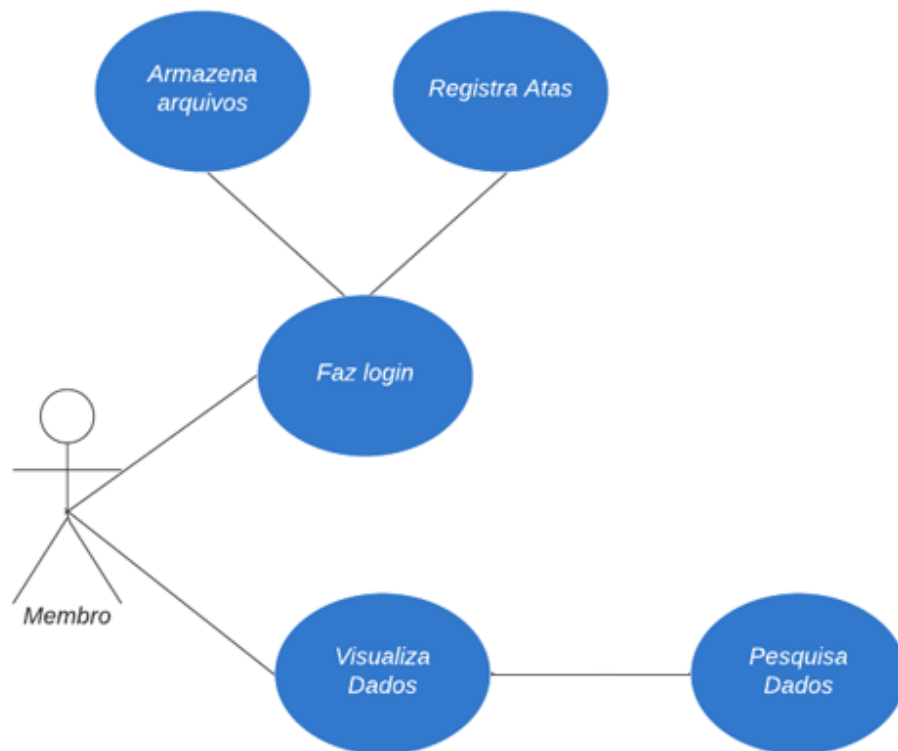 Armazena
arquivos
Registra Atas
Faz login
Membro
Visualiza
Dados
Pesquisa
Dados